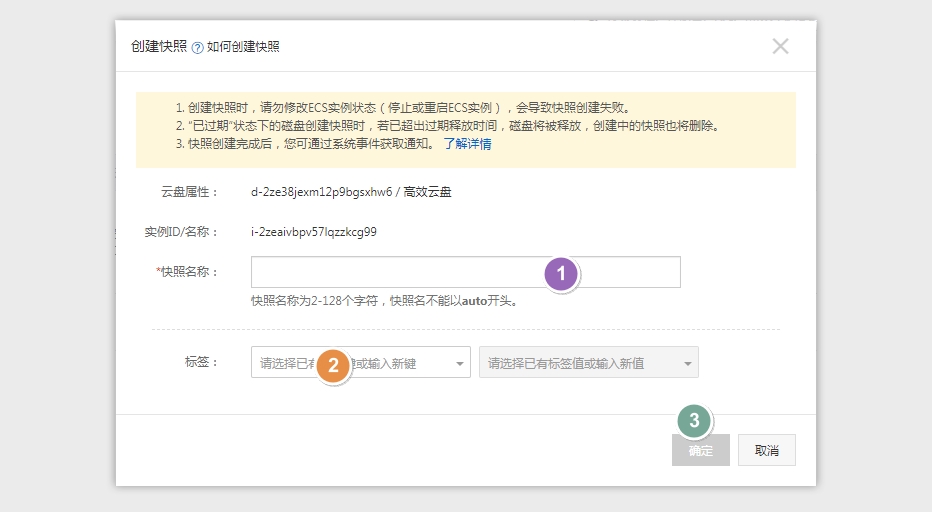 创建快照 ? 如何创建快照
1. 创建快照时，请勿修改ECS实例状态（停止或重启ECS实例），会导致快照创建失败。
2. “已过期”状态下的磁盘创建快照时，若已超出过期释放时间，磁盘将被释放，创建中的快照也将删除。
3. 快照创建完成后，您可通过系统事件获取通知。 了解详情
云盘属性： d-2ze38jexm12p9bgsxhw6 / 高效云盘
实例ID/名称： i-2zeaivbpv57lqzzkcg99
*快照名称： 1
快照名称为2-128个字符，快照名不能以auto开头。
标签： 请选择已 2 或输入新键 请选择已有标签值或输入新值
3
确定 取消